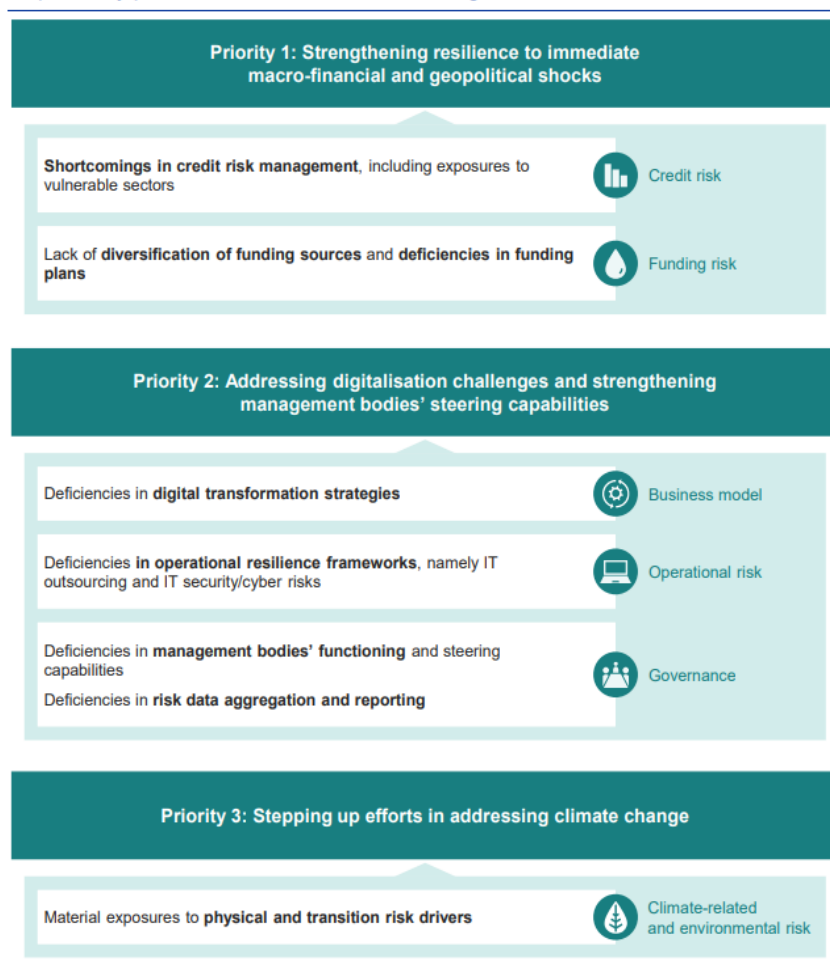 Priority 1: Strengthening resilience to immediate
macro-financial and geopolitical shocks
Shortcomings in credit risk management, including exposures to
vulnerable sectors
Credit risk
Lack of diversification of funding sources and deficiencies in funding
plans
Funding risk
Priority 2: Addressing digitalisation challenges and strengthening
management bodies’ steering capabilities
Deficiencies in digital transformation strategies
Business model
Deficiencies in operational resilience frameworks, namely IT
outsourcing and IT security/cyber risks
Operational risk
Deficiencies in management bodies’ functioning and steering
capabilities
Deficiencies in risk data aggregation and reporting
Governance
Priority 3: Stepping up efforts in addressing climate change
Material exposures to physical and transition risk drivers
Climate-related
and environmental risk